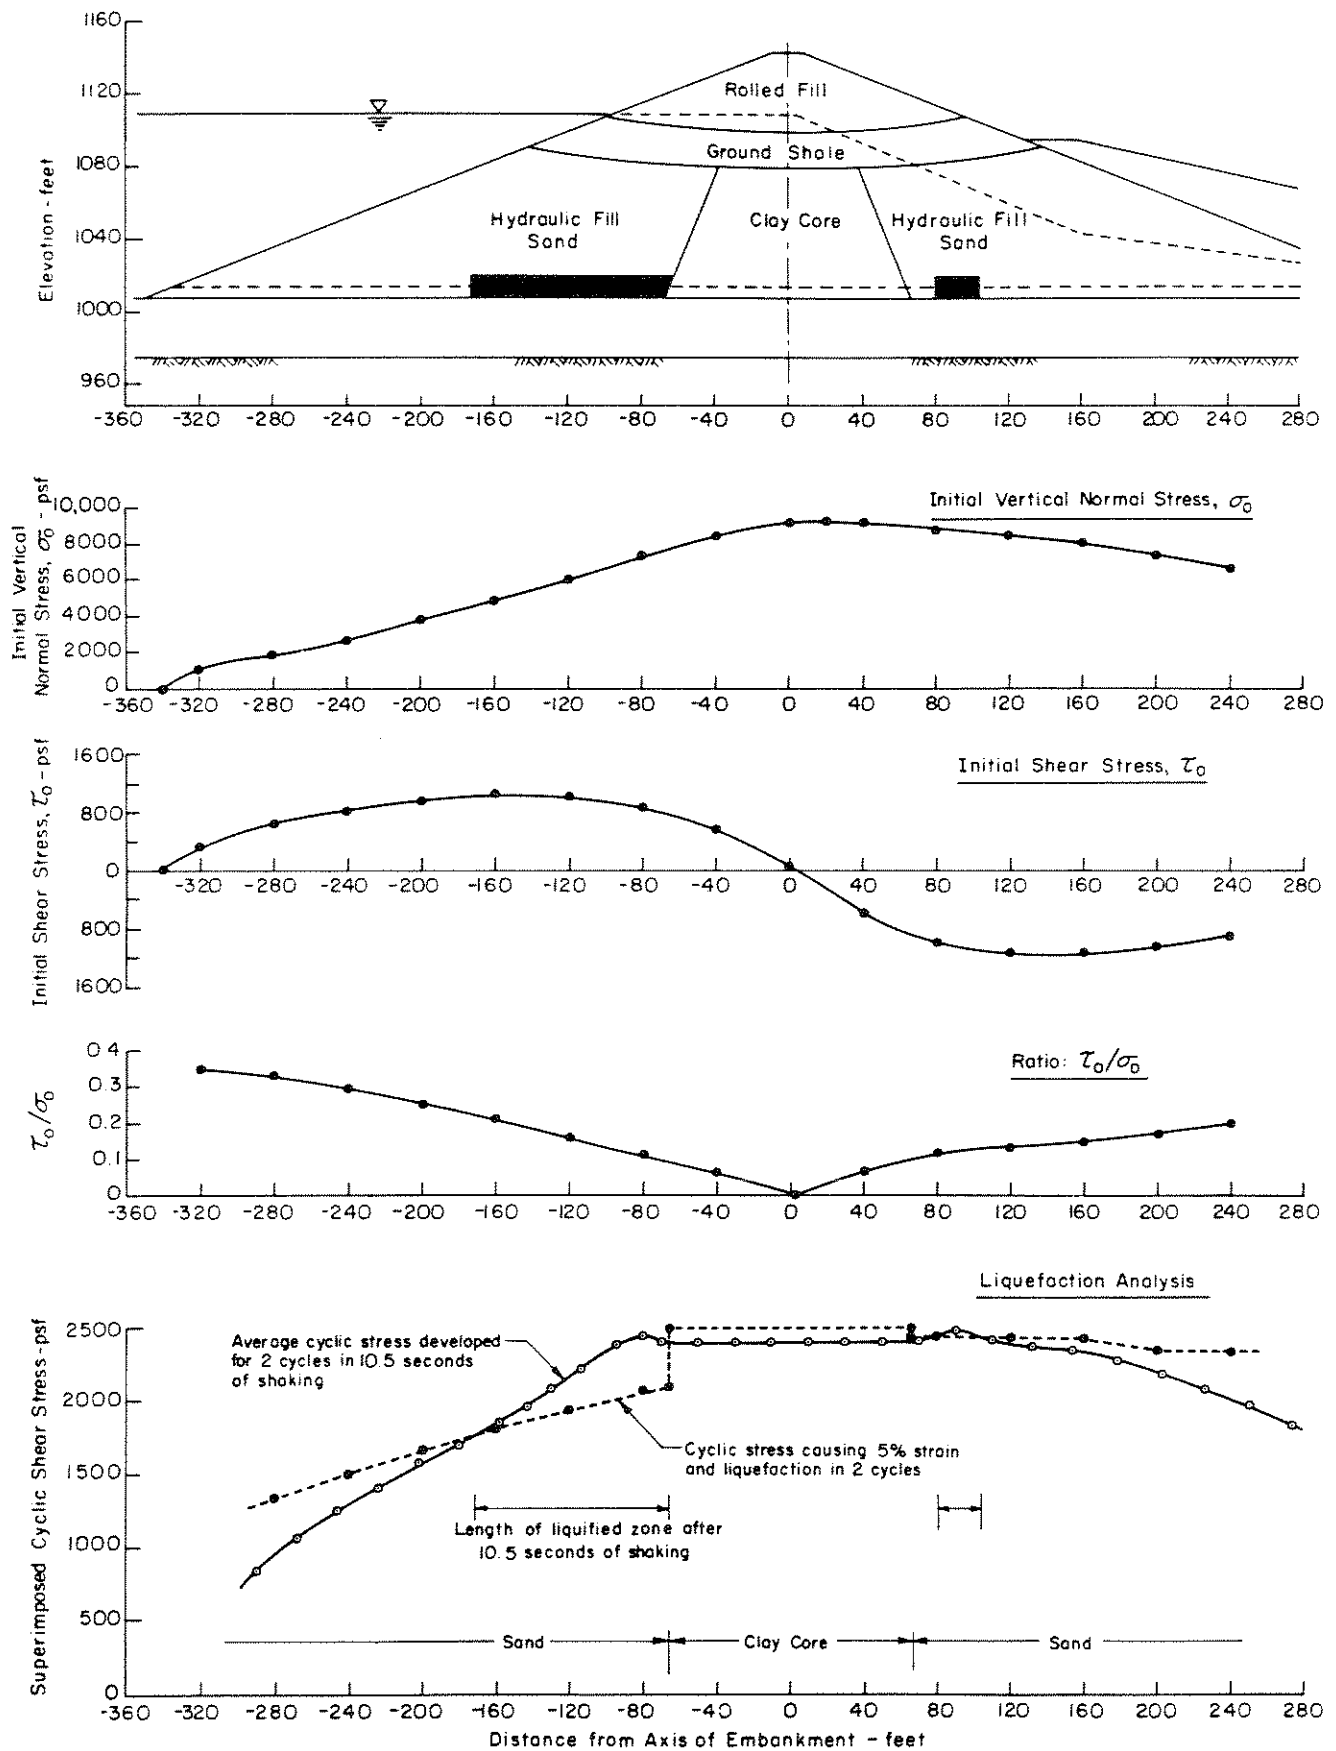 1160
1120
1080
1040
1000
960
Elevation - feet
Rolled Fill
Ground Shale
Hydraulic Fill
Sand
Clay Core
Hydraulic Fill
Sand
-360 -320 -280 -240 -200 -160 -120 -80 -40 0 40 80 120 160 200 240 280
Initial Vertical
Normal Stress, σ₀ - psf
10,000
8000
6000
4000
2000
0
Initial Vertical Normal Stress, σ₀
-360 -320 -280 -240 -200 -160 -120 -80 -40 0 40 80 120 160 200 240 280
Initial Shear Stress, τ₀ - psf
1600
800
0
800
1600
Initial Shear Stress, τ₀
-320 -280 -240 -200 -160 -120 -80 -40 0 40 80 120 160 200 240 280
τ₀/σ₀
0.4
0.3
0.2
0.1
0
Ratio: τ₀/σ₀
-360 -320 -280 -240 -200 -160 -120 -80 -40 0 40 80 120 160 200 240 280
Liquefaction Analysis
Superimposed Cyclic Shear Stress-psf
2500
2000
1500
1000
500
0
Average cyclic stress developed
for 2 cycles in 10.5 seconds
of shaking
Cyclic stress causing 5% strain
and liquefaction in 2 cycles
Length of liquified zone after
10.5 seconds of shaking
Sand
Clay Core
Sand
-360 -320 -280 -240 -200 -160 -120 -80 -40 0 40 80 120 160 200 240 280
Distance from Axis of Embankment - feet